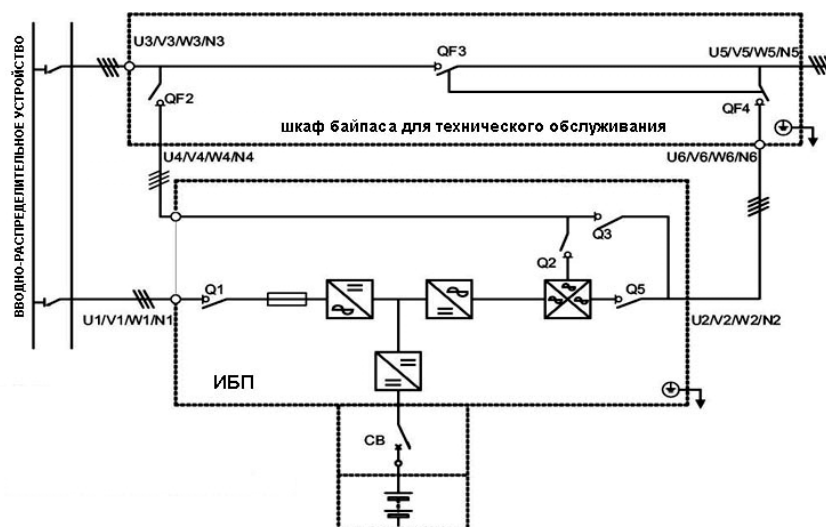 ВВОДНО-РАСПРЕДЕЛИТЕЛЬНОЕ УСТРОЙСТВО
U3/V3/W3/N3
QF3
U5/V5/W5/N5
QF2
QF4
шкаф байпаса для технического обслуживания
U4/V4/W4/N4
U6/V6/W6/N6
Q3
Q2
Q1
Q5
U1/V1/W1/N1
U2/V2/W2/N2
ИБП
CB